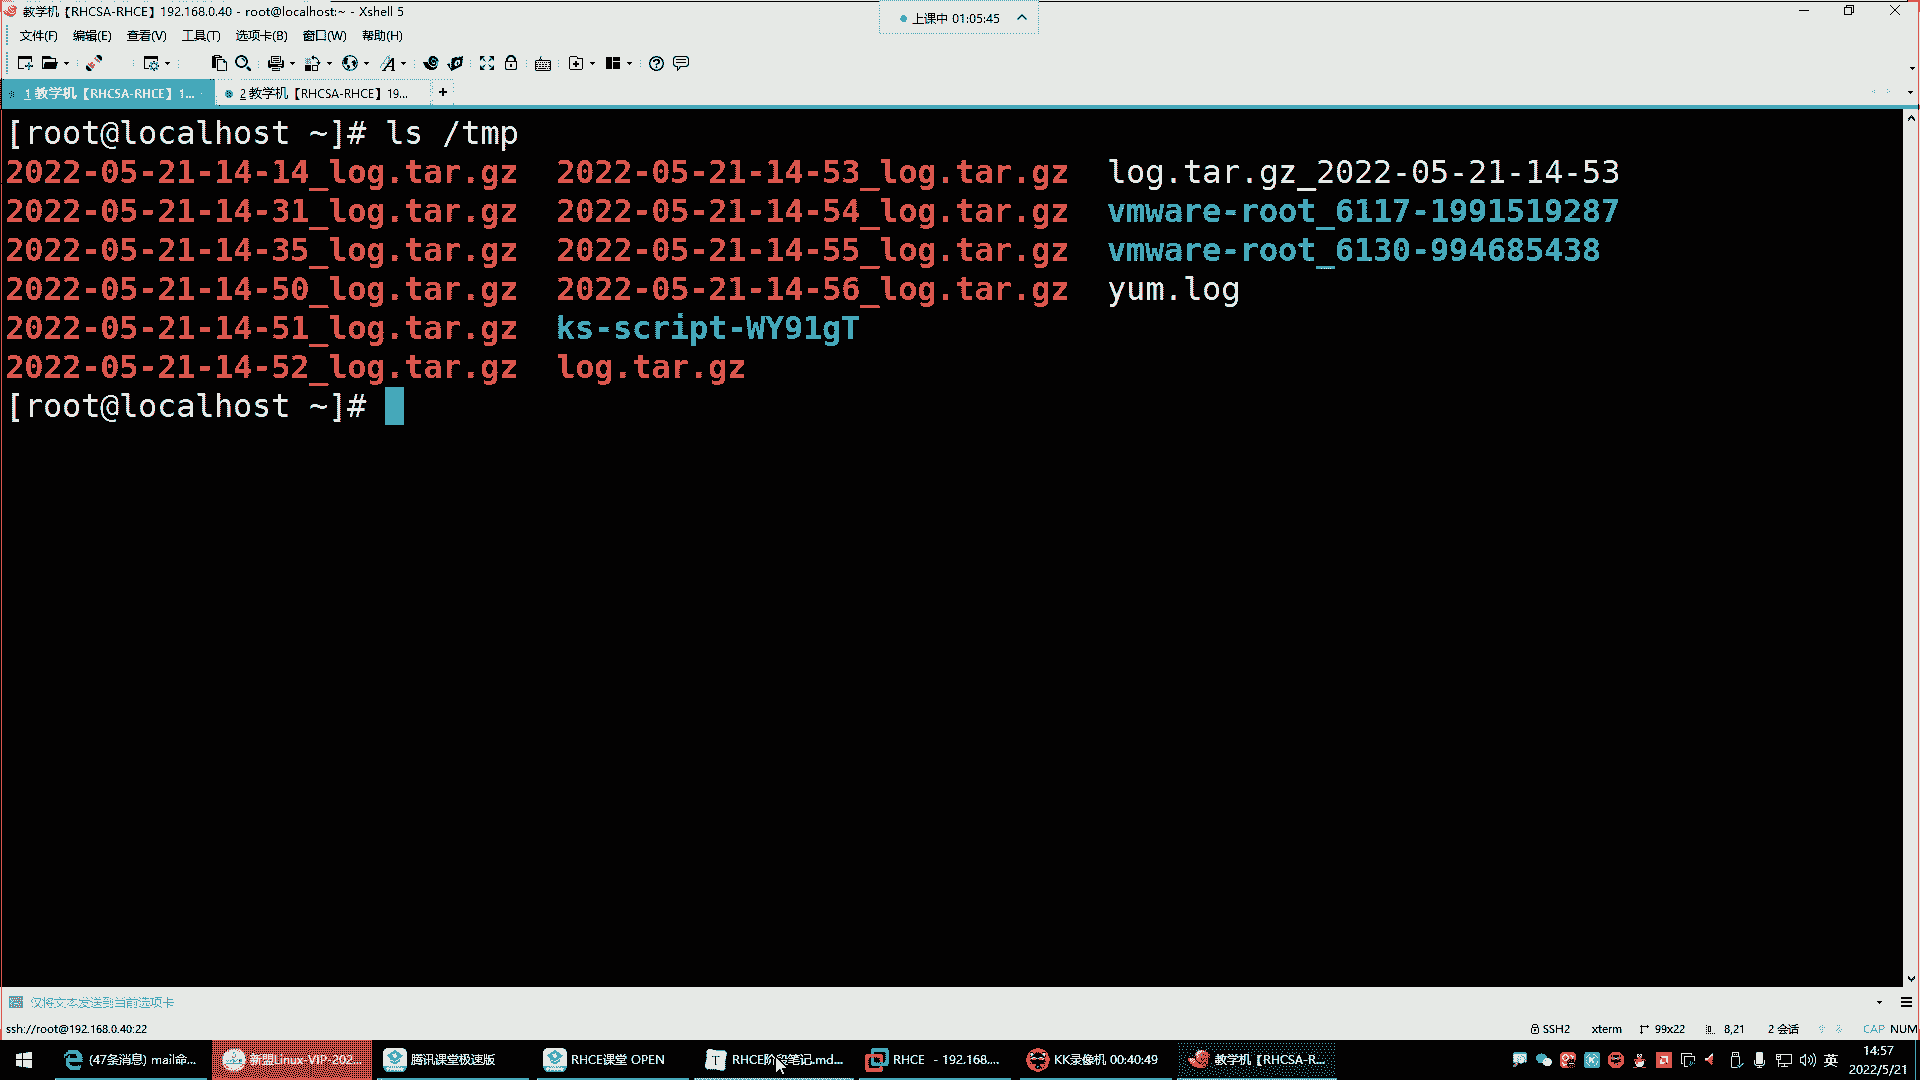 教学机【RHCSA-RHCE】192.168.0.40 - root@localhost:~ - Xshell 5
上课中 01:05:45
文件(F) 编辑(E) 查看(V) 工具(T) 选项卡(B) 窗口(W) 帮助(H)
1 教学机【RHCSA-RHCE】1... 2 教学机【RHCSA-RHCE】19... +
[root@localhost ~]# ls /tmp
2022-05-21-14-14_log.tar.gz 2022-05-21-14-53_log.tar.gz log.tar.gz_2022-05-21-14-53
2022-05-21-14-31_log.tar.gz 2022-05-21-14-54_log.tar.gz vmware-root_6117-1991519287
2022-05-21-14-35_log.tar.gz 2022-05-21-14-55_log.tar.gz vmware-root_6130-994685438
2022-05-21-14-50_log.tar.gz 2022-05-21-14-56_log.tar.gz yum.log
2022-05-21-14-51_log.tar.gz ks-script-WY91gT
2022-05-21-14-52_log.tar.gz log.tar.gz
[root@localhost ~]#
仅将文本发送到当前选项卡
ssh://root@192.168.0.40:22 SSH2 xterm 99x22 8,21 2 会话 CAP NUM
(47条消息) mail命... 新盟Linux-VIP-202... 腾讯课堂极速版 RHCE课堂 OPEN RHCE阶段笔记.md... RHCE - 192.168.... KK录像机 00:40:49 教学机【RHCSA-R... 英 14:57
2022/5/21